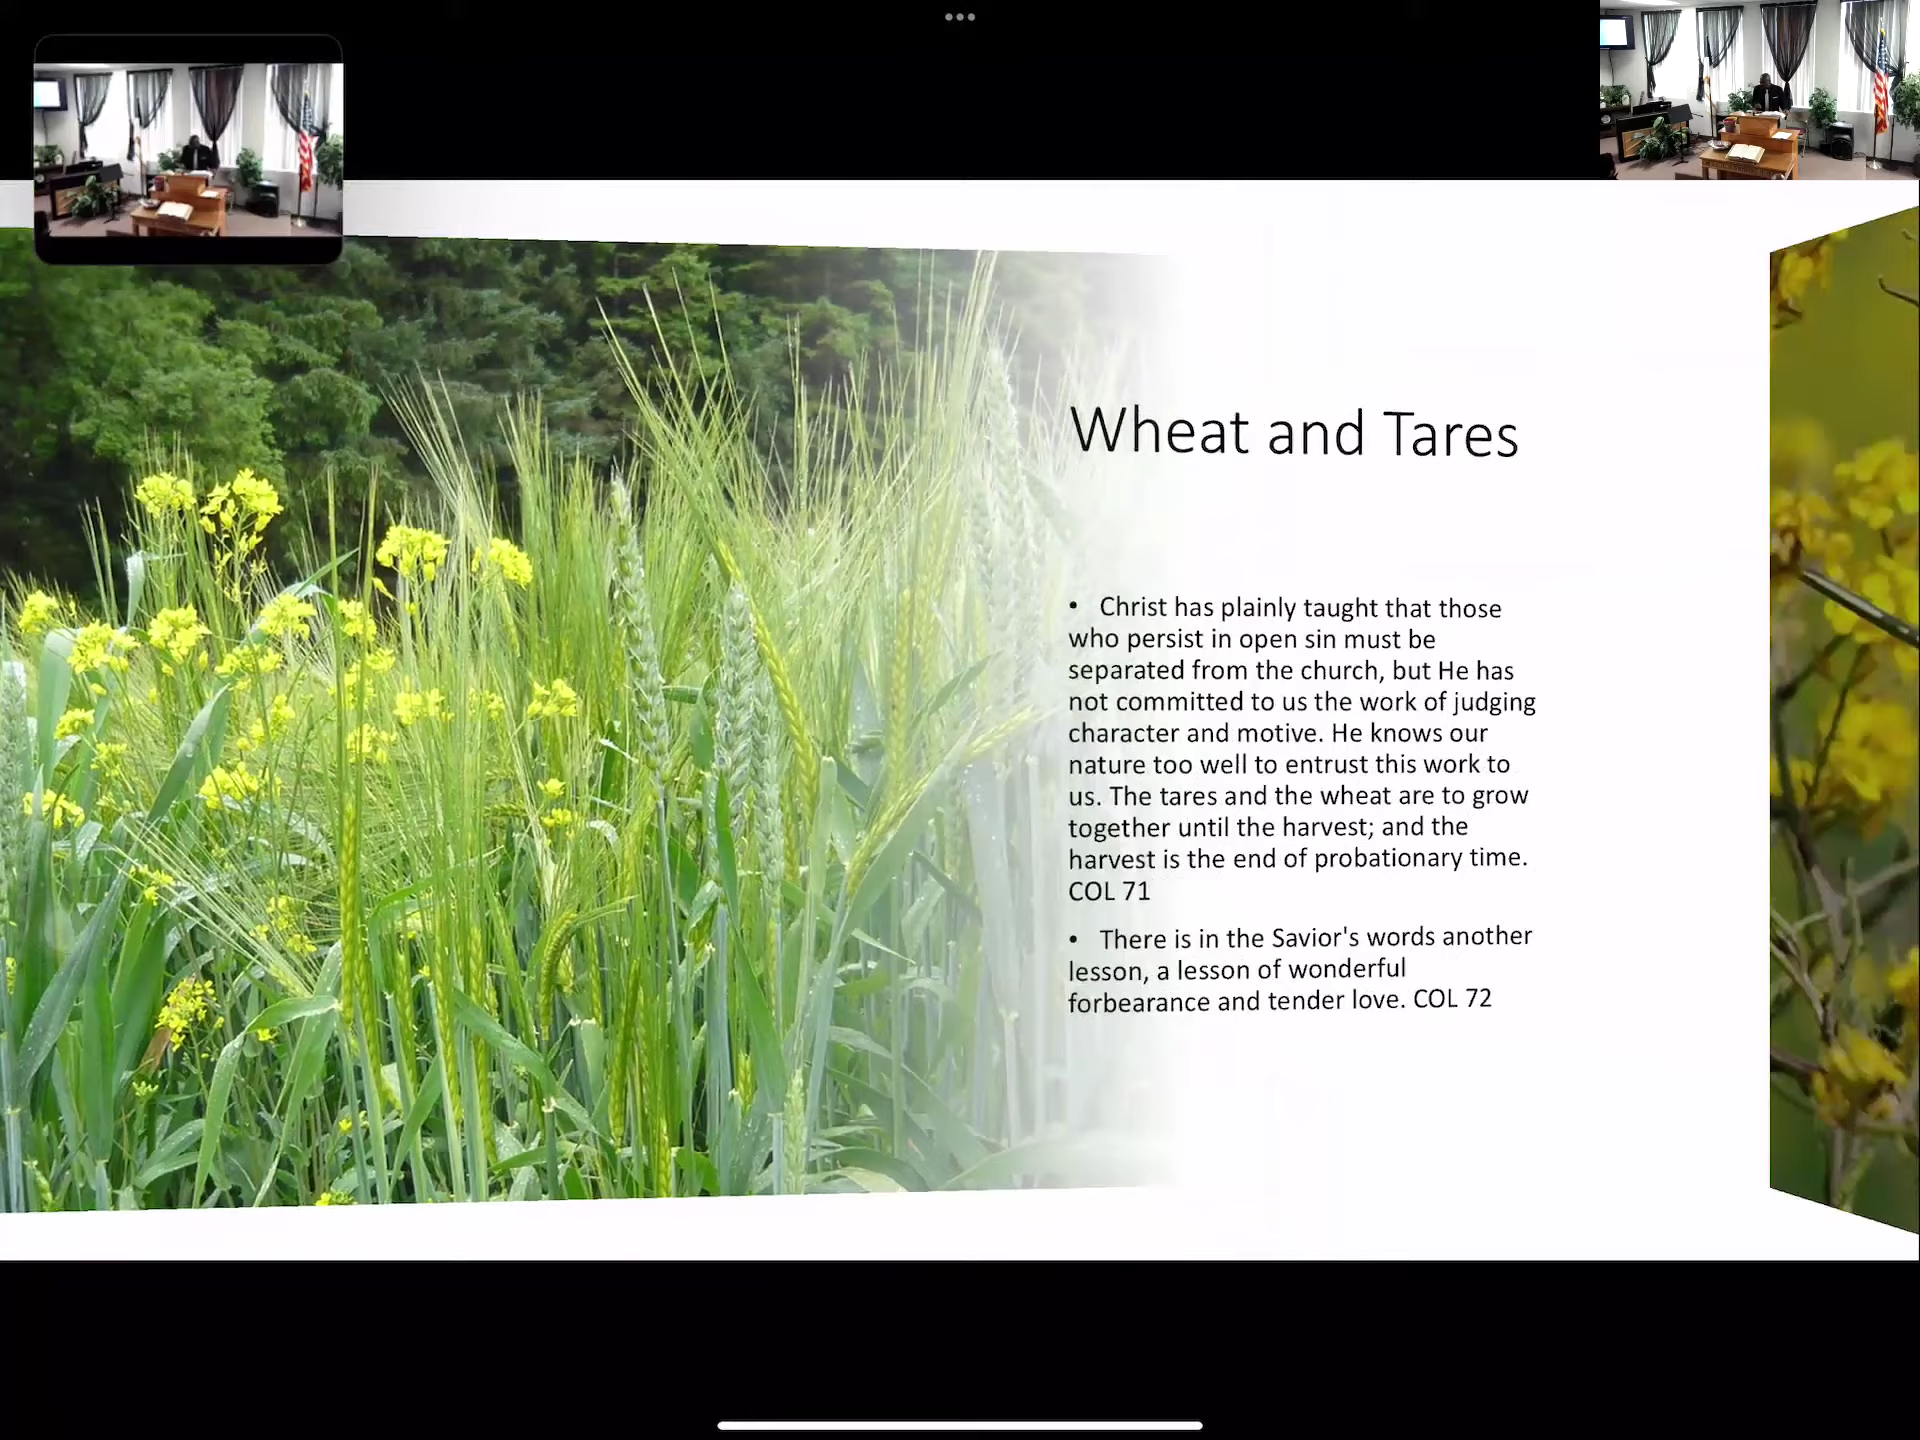 Wheat and Tares
• Christ has plainly taught that those
who persist in open sin must be
separated from the church, but He has
not committed to us the work of judging
character and motive. He knows our
nature too well to entrust this work to
us. The tares and the wheat are to grow
together until the harvest; and the
harvest is the end of probationary time.
COL 71
• There is in the Savior's words another
lesson, a lesson of wonderful
forbearance and tender love. COL 72